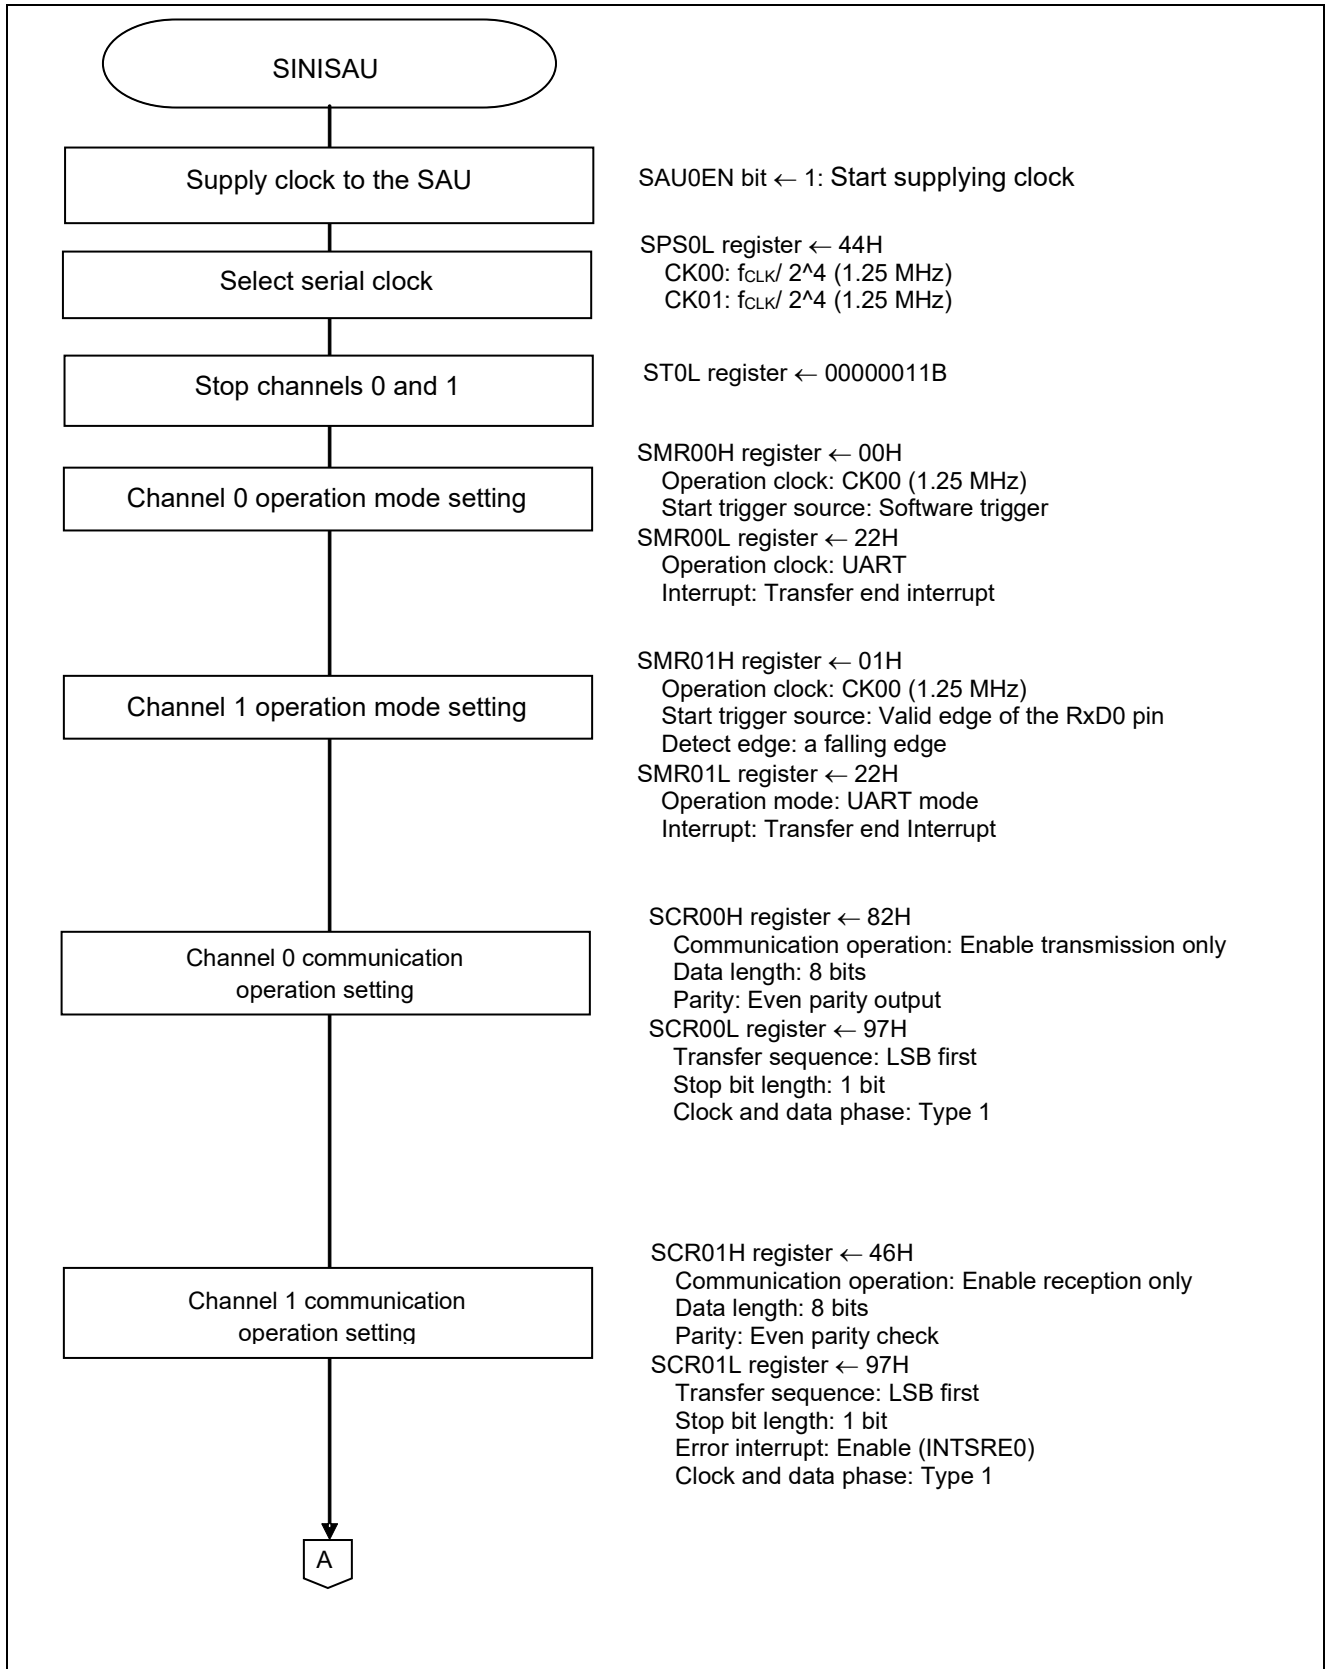 SINISAU
Supply clock to the SAU
SAU0EN bit ← 1: Start supplying clock
Select serial clock
SPS0L register ← 44H
CK00: fCLK/ 2^4 (1.25 MHz)
CK01: fCLK/ 2^4 (1.25 MHz)
Stop channels 0 and 1
ST0L register ← 00000011B
Channel 0 operation mode setting
SMR00H register ← 00H
Operation clock: CK00 (1.25 MHz)
Start trigger source: Software trigger
SMR00L register ← 22H
Operation clock: UART
Interrupt: Transfer end interrupt
Channel 1 operation mode setting
SMR01H register ← 01H
Operation clock: CK00 (1.25 MHz)
Start trigger source: Valid edge of the RxD0 pin
Detect edge: a falling edge
SMR01L register ← 22H
Operation mode: UART mode
Interrupt: Transfer end Interrupt
Channel 0 communication
operation setting
SCR00H register ← 82H
Communication operation: Enable transmission only
Data length: 8 bits
Parity: Even parity output
SCR00L register ← 97H
Transfer sequence: LSB first
Stop bit length: 1 bit
Clock and data phase: Type 1
Channel 1 communication
operation setting
SCR01H register ← 46H
Communication operation: Enable reception only
Data length: 8 bits
Parity: Even parity check
SCR01L register ← 97H
Transfer sequence: LSB first
Stop bit length: 1 bit
Error interrupt: Enable (INTSRE0)
Clock and data phase: Type 1
A